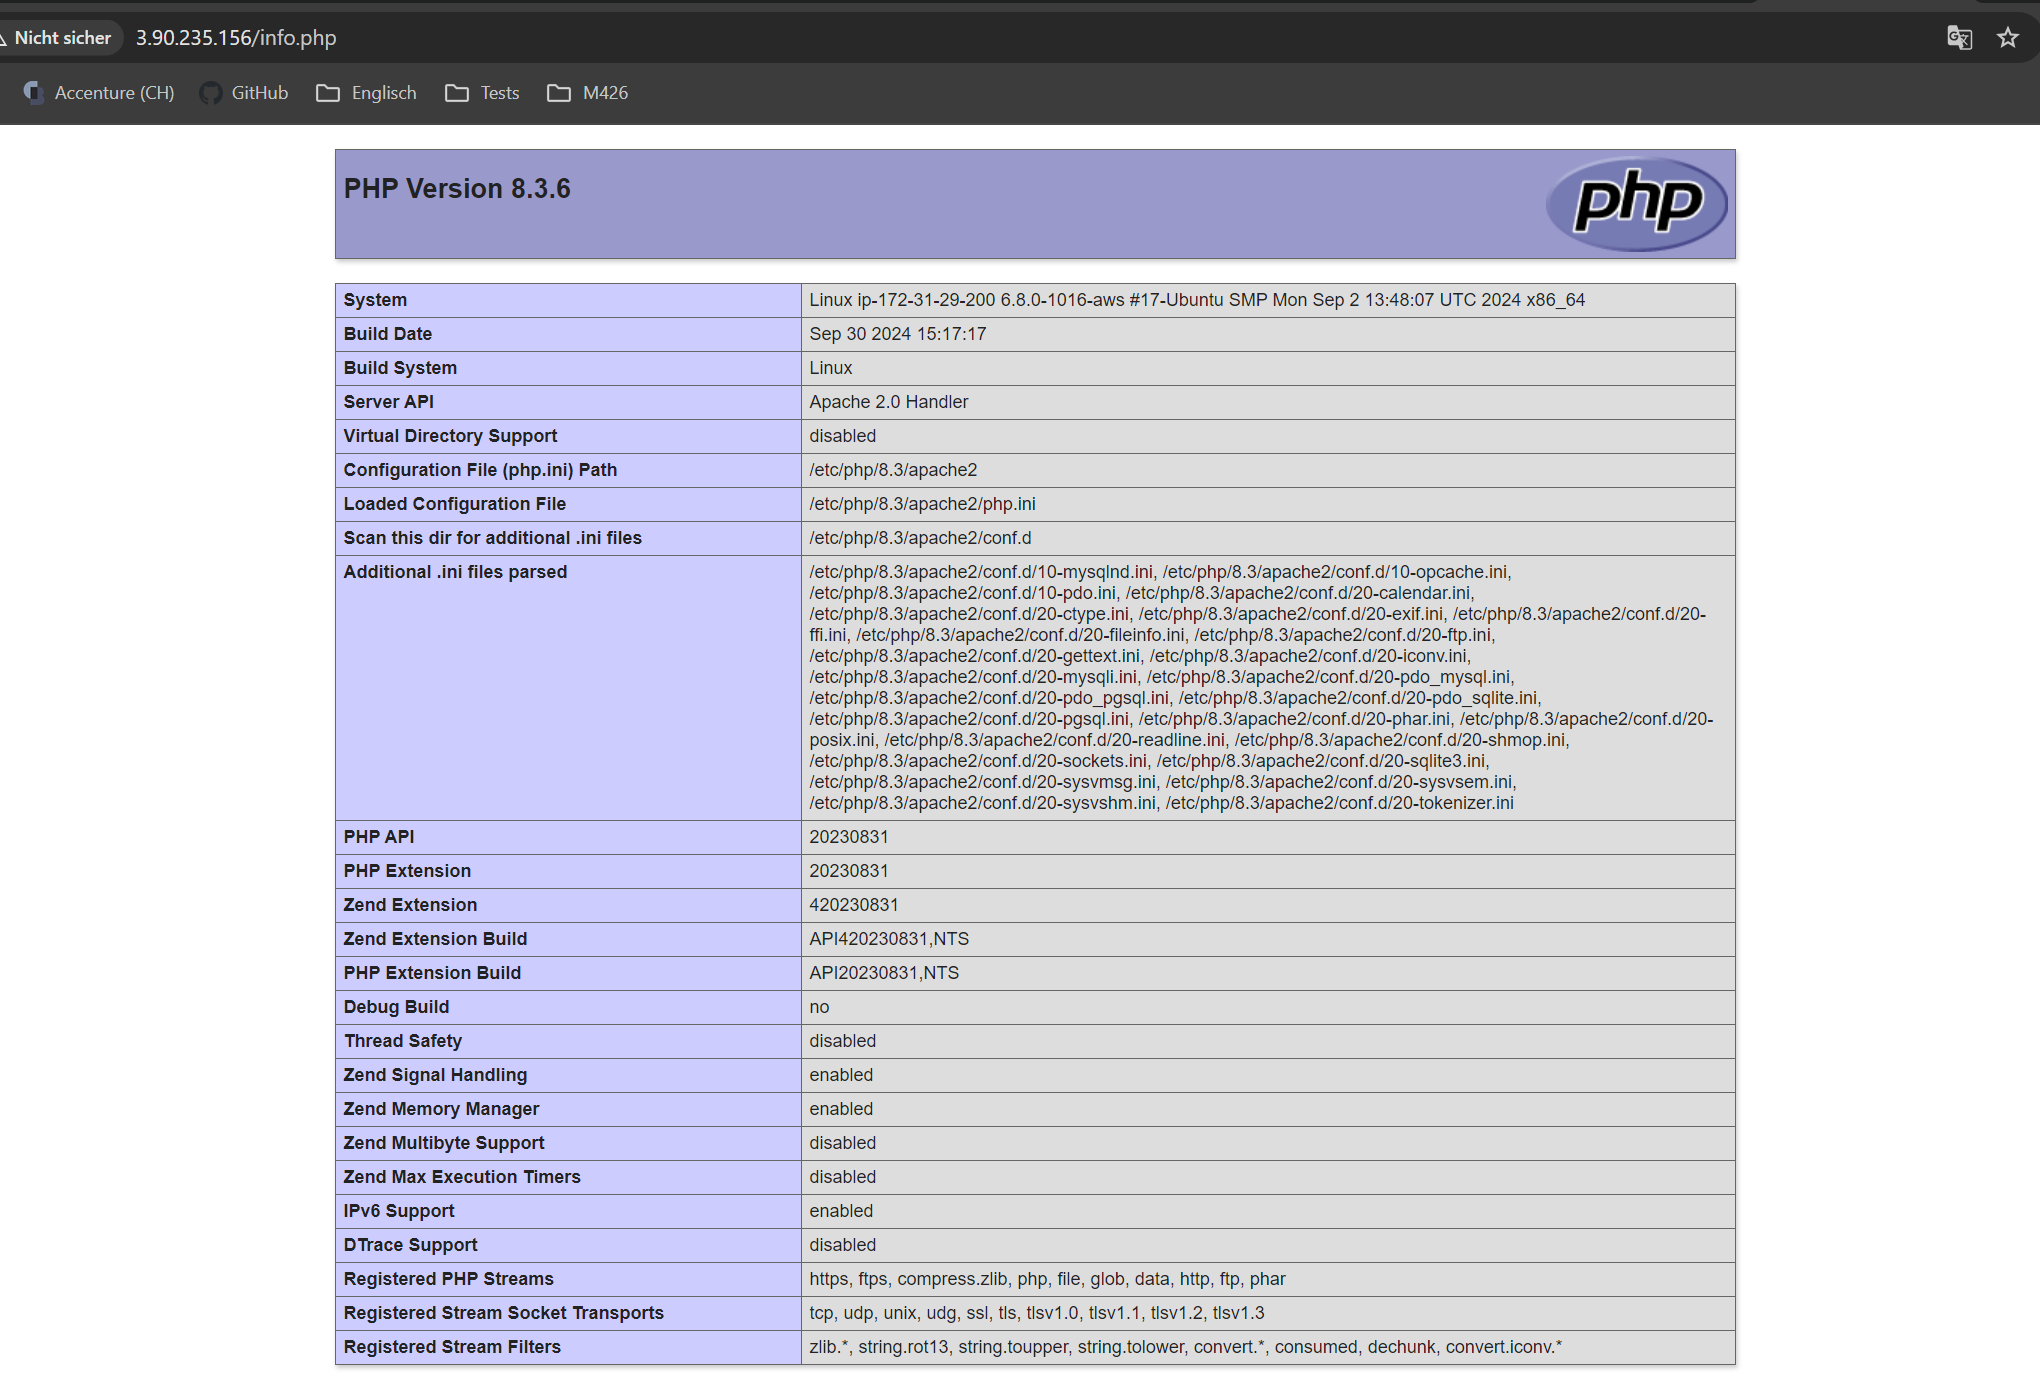 Nicht sicher 3.90.235.156/info.php
Accenture (CH) GitHub Englisch Tests M426
PHP Version 8.3.6 php
System Linux ip-172-31-29-200 6.8.0-1016-aws #17-Ubuntu SMP Mon Sep 2 13:48:07 UTC 2024 x86_64
Build Date Sep 30 2024 15:17:17
Build System Linux
Server API Apache 2.0 Handler
Virtual Directory Support disabled
Configuration File (php.ini) Path /etc/php/8.3/apache2
Loaded Configuration File /etc/php/8.3/apache2/php.ini
Scan this dir for additional .ini files /etc/php/8.3/apache2/conf.d
Additional .ini files parsed /etc/php/8.3/apache2/conf.d/10-mysqlnd.ini, /etc/php/8.3/apache2/conf.d/10-opcache.ini,
/etc/php/8.3/apache2/conf.d/10-pdo.ini, /etc/php/8.3/apache2/conf.d/20-calendar.ini,
/etc/php/8.3/apache2/conf.d/20-ctype.ini, /etc/php/8.3/apache2/conf.d/20-exif.ini, /etc/php/8.3/apache2/conf.d/20-
ffi.ini, /etc/php/8.3/apache2/conf.d/20-fileinfo.ini, /etc/php/8.3/apache2/conf.d/20-ftp.ini,
/etc/php/8.3/apache2/conf.d/20-gettext.ini, /etc/php/8.3/apache2/conf.d/20-iconv.ini,
/etc/php/8.3/apache2/conf.d/20-mysqli.ini, /etc/php/8.3/apache2/conf.d/20-pdo_mysql.ini,
/etc/php/8.3/apache2/conf.d/20-pdo_pgsql.ini, /etc/php/8.3/apache2/conf.d/20-pdo_sqlite.ini,
/etc/php/8.3/apache2/conf.d/20-pgsql.ini, /etc/php/8.3/apache2/conf.d/20-phar.ini, /etc/php/8.3/apache2/conf.d/20-
posix.ini, /etc/php/8.3/apache2/conf.d/20-readline.ini, /etc/php/8.3/apache2/conf.d/20-shmop.ini,
/etc/php/8.3/apache2/conf.d/20-sockets.ini, /etc/php/8.3/apache2/conf.d/20-sqlite3.ini,
/etc/php/8.3/apache2/conf.d/20-sysvmsg.ini, /etc/php/8.3/apache2/conf.d/20-sysvsem.ini,
/etc/php/8.3/apache2/conf.d/20-sysvshm.ini, /etc/php/8.3/apache2/conf.d/20-tokenizer.ini
PHP API 20230831
PHP Extension 20230831
Zend Extension 420230831
Zend Extension Build API420230831,NTS
PHP Extension Build API20230831,NTS
Debug Build no
Thread Safety disabled
Zend Signal Handling enabled
Zend Memory Manager enabled
Zend Multibyte Support disabled
Zend Max Execution Timers disabled
IPv6 Support enabled
DTrace Support disabled
Registered PHP Streams https, ftps, compress.zlib, php, file, glob, data, http, ftp, phar
Registered Stream Socket Transports tcp, udp, unix, udg, ssl, tls, tlsv1.0, tlsv1.1, tlsv1.2, tlsv1.3
Registered Stream Filters zlib.*, string.rot13, string.toupper, string.tolower, convert.*, consumed, dechunk, convert.iconv.*